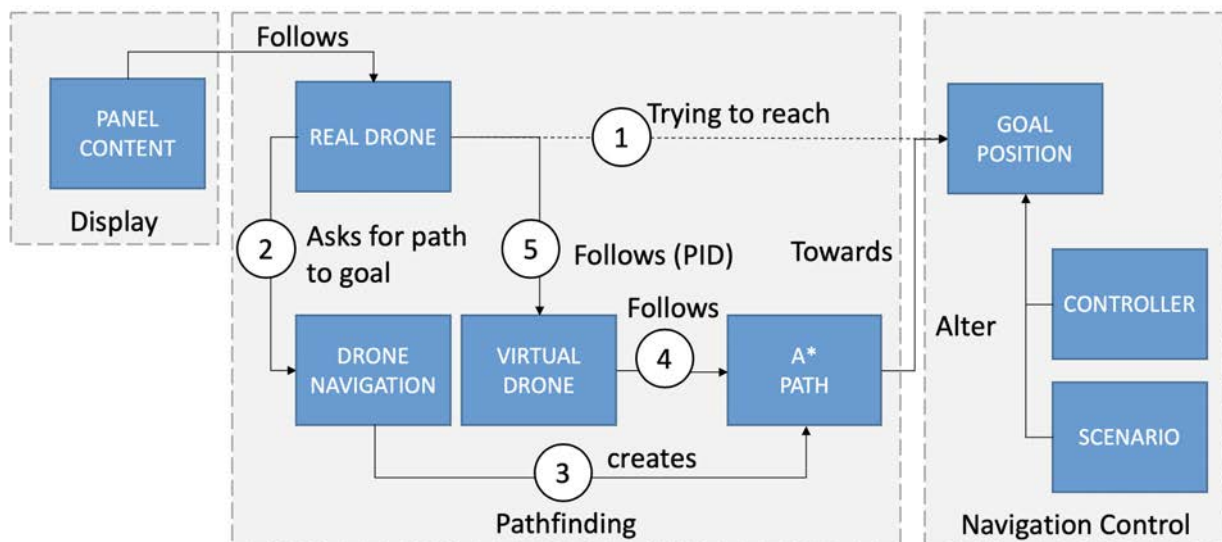 Follows
PANEL
CONTENT
Display
REAL DRONE
1
Trying to reach
GOAL
POSITION
2
Asks for path
to goal
5
Follows (PID)
Towards
DRONE
NAVIGATION
VIRTUAL
DRONE
Follows
4
A*
PATH
3
creates
Pathfinding
Alter
CONTROLLER
SCENARIO
Navigation Control